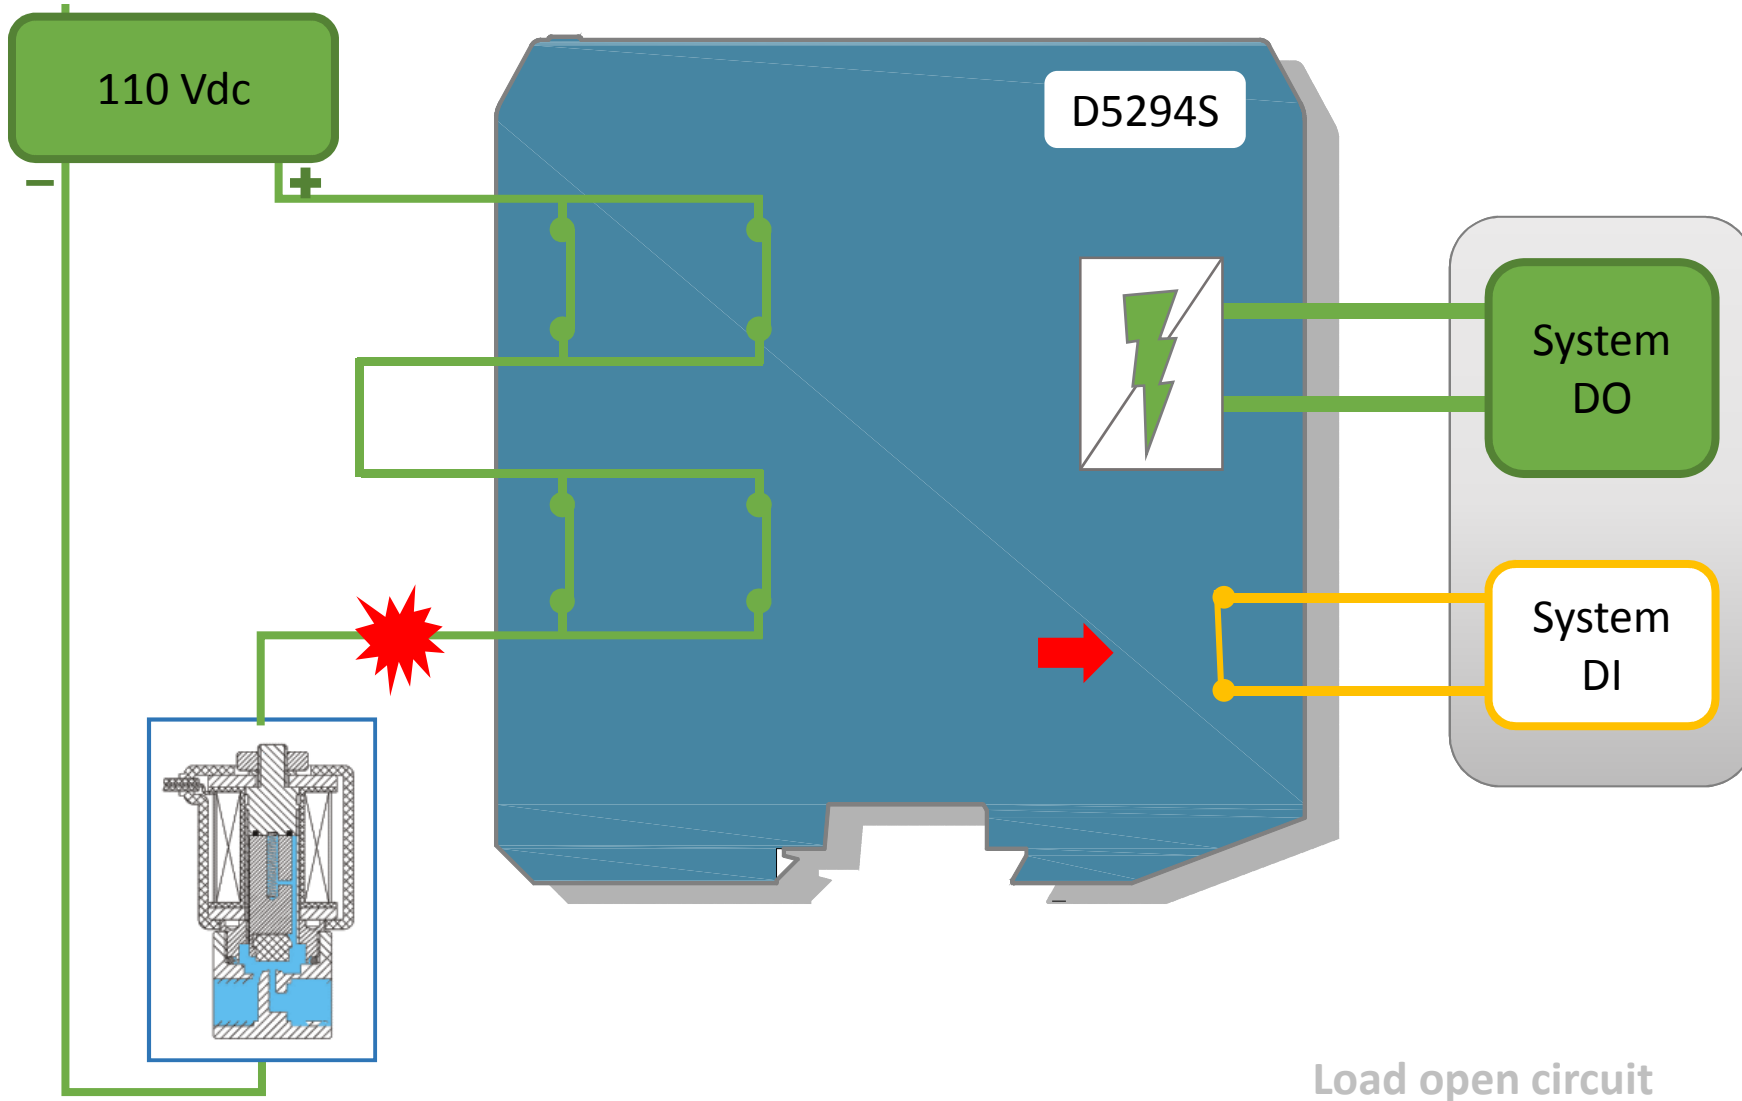 110 Vdc
D5294S
– +
System
DO
System
DI
Load open circuit